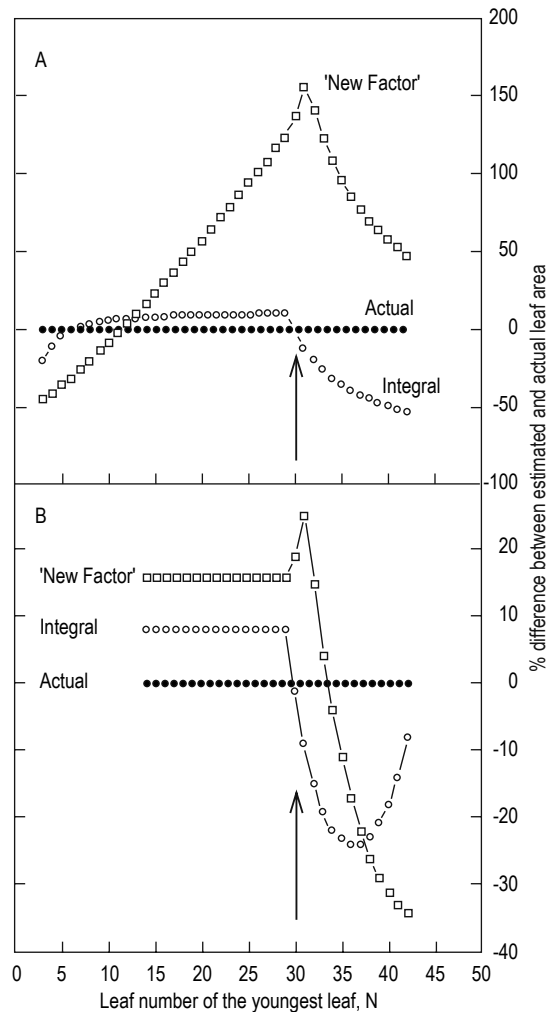 200
A
'New Factor'
150
100
50
Actual
0
Integral
-50
-100
B
20
'New Factor'
10
Integral
Actual
0
-10
-20
-30
-40
0 5 10 15 20 25 30 35 40 45 50
Leaf number of the youngest leaf, N
% difference between estimated and actual leaf area